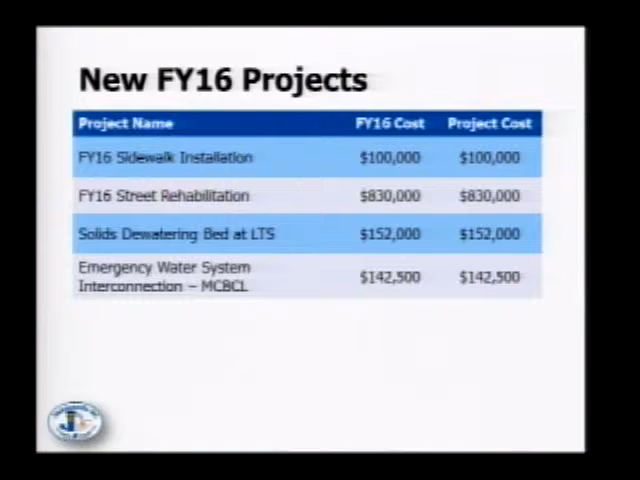 New FY16 Projects
Project Name FY16 Cost Project Cost
FY16 Sidewalk Installation $100,000 $100,000
FY16 Street Rehabilitation $830,000 $830,000
Solids Dewatering Bed at LTS $152,000 $152,000
Emergency Water System
Interconnection – MCBCL $142,500 $142,500